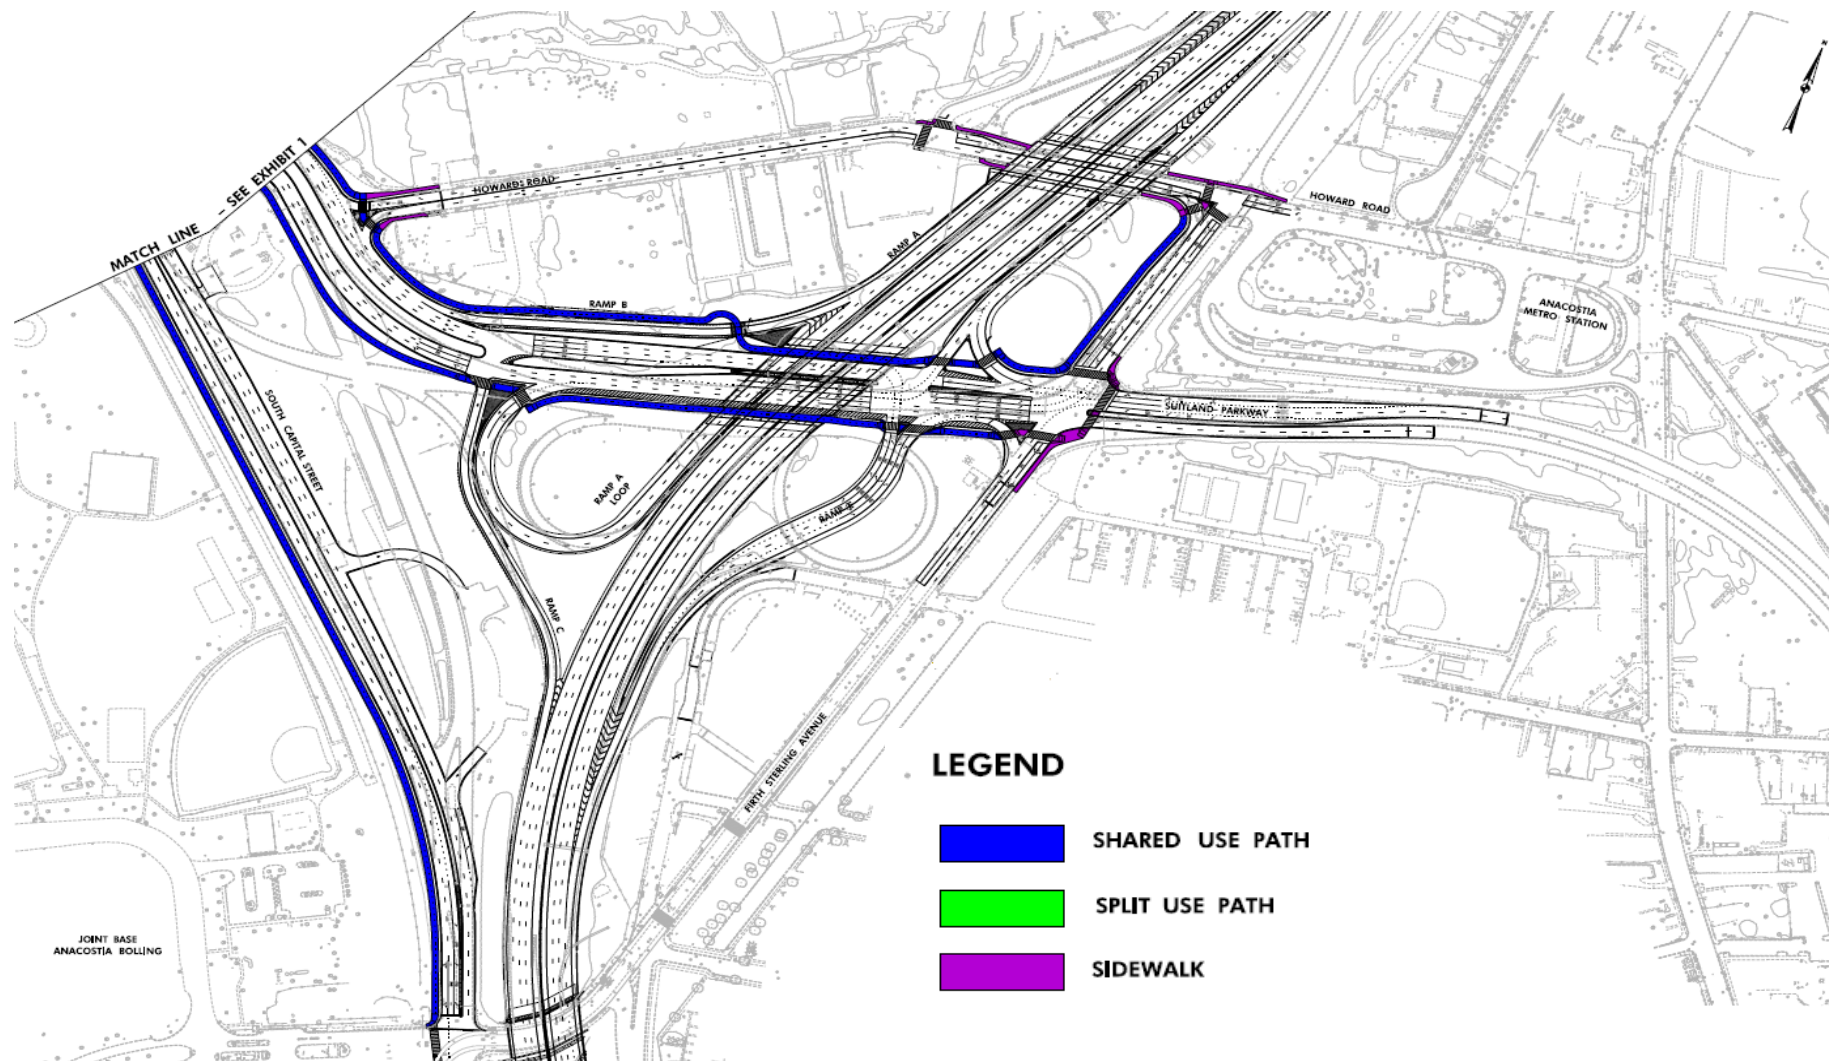 MATCH LINE - SEE EXHIBIT 1
HOWARD ROAD
HOWARD ROAD
RAMP A
RAMP B
ANACOSTIA
METRO STATION
SOUTH CAPITAL STREET
SUITLAND PARKWAY
RAMP A
LOOP
RAMP
RAMP C
FIRTH STERLING AVENUE
LEGEND
SHARED USE PATH
SPLIT USE PATH
SIDEWALK
JOINT BASE
ANACOSTIA BOLLING